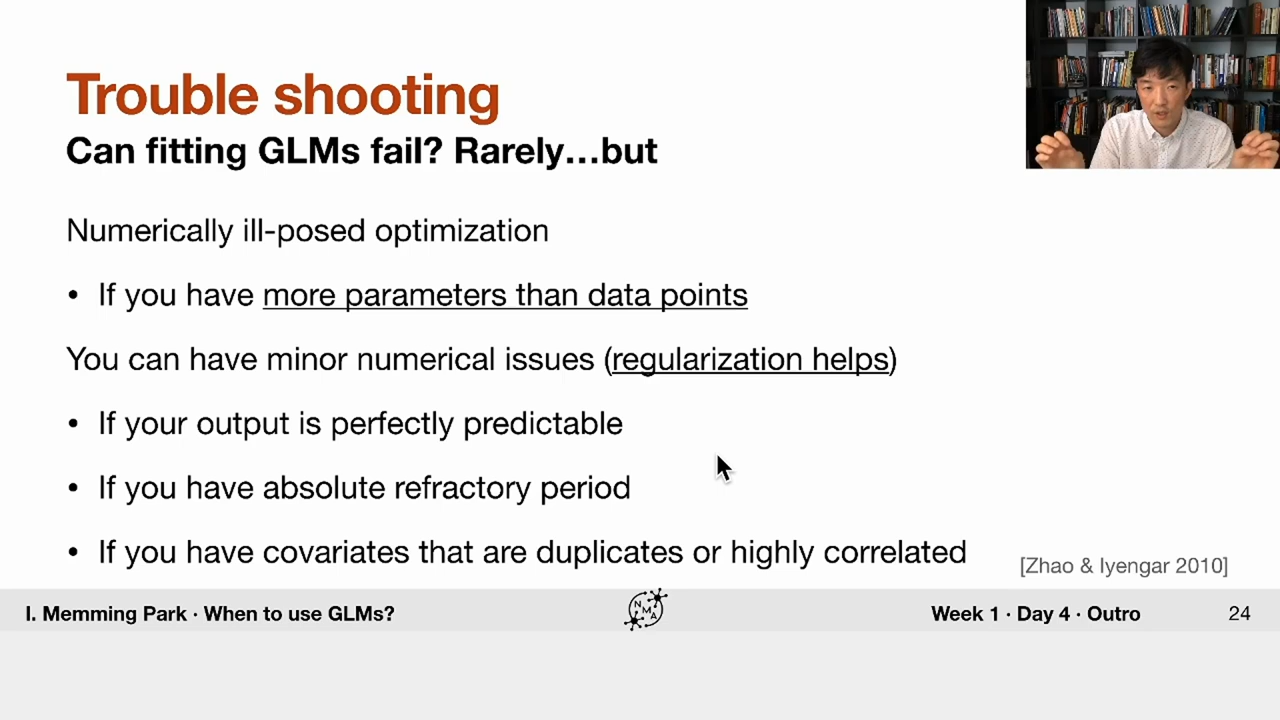 Trouble shooting
Can fitting GLMs fail? Rarely…but
Numerically ill-posed optimization
• If you have more parameters than data points
You can have minor numerical issues (regularization helps)
• If your output is perfectly predictable
• If you have absolute refractory period
• If you have covariates that are duplicates or highly correlated
[Zhao & Iyengar 2010]
I. Memming Park · When to use GLMs?
N
M
A
Week 1 · Day 4 · Outro
24